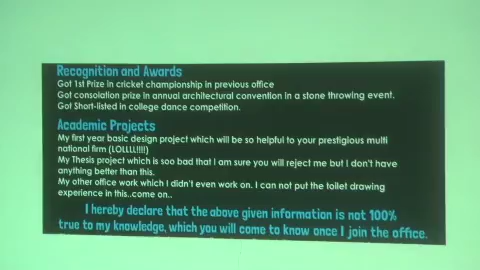 Recognition and Awards
Got 1st Prize in cricket championship in previous office
Got consolation prize in annual architectural convention in a stone throwing event.
Got Short-listed in college dance competition.
Academic Projects
My first year basic design project which will be so helpful to your prestigious multi
national firm (LOLLLL!!!!)
My Thesis project which is soo bad that I am sure you will reject me but I don't have
anything better than this.
My other office work which I didn't even work on. I can not put the toilet drawing
experience in this..come on..
I hereby declare that the above given information is not 100%
true to my knowledge, which you will come to know once I join the office.